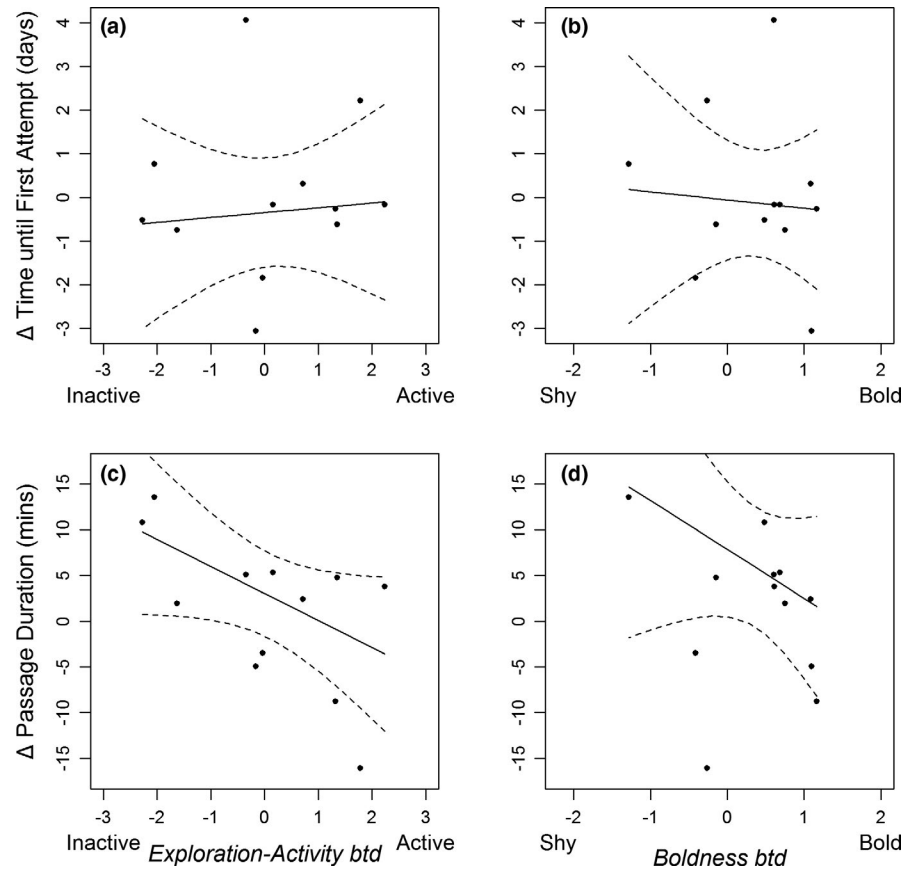 (a)
(b)
Δ Time until First Attempt (days)
4
3
2
1
0
-1
-2
-3
-3 -2 -1 0 1 2 3
Inactive Active
-2 -1 0 1 2
Shy Bold
(c)
(d)
Δ Passage Duration (mins)
15
10
5
0
-5
-10
-15
-3 -2 -1 0 1 2 3
Inactive Exploration-Activity btd Active
-2 -1 0 1 2
Shy Boldness btd Bold